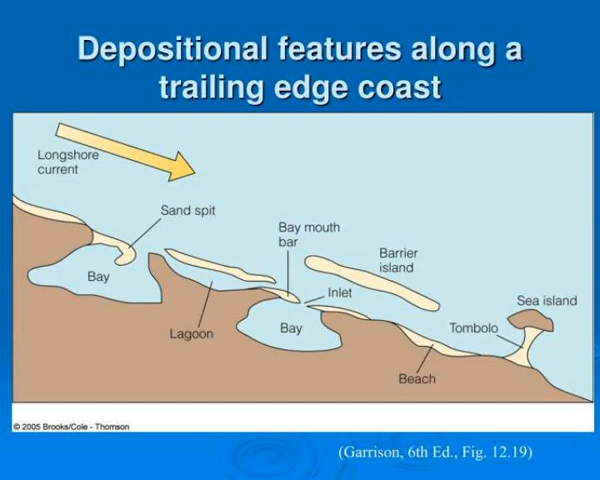 Depositional features along a
trailing edge coast
Longshore
current
Sand spit
Bay mouth
bar
Barrier
island
Bay
Inlet
Sea island
Lagoon
Bay
Tombolo
Beach
© 2005 Brooks/Cole - Thomson
(Garrison, 6th Ed., Fig. 12.19)